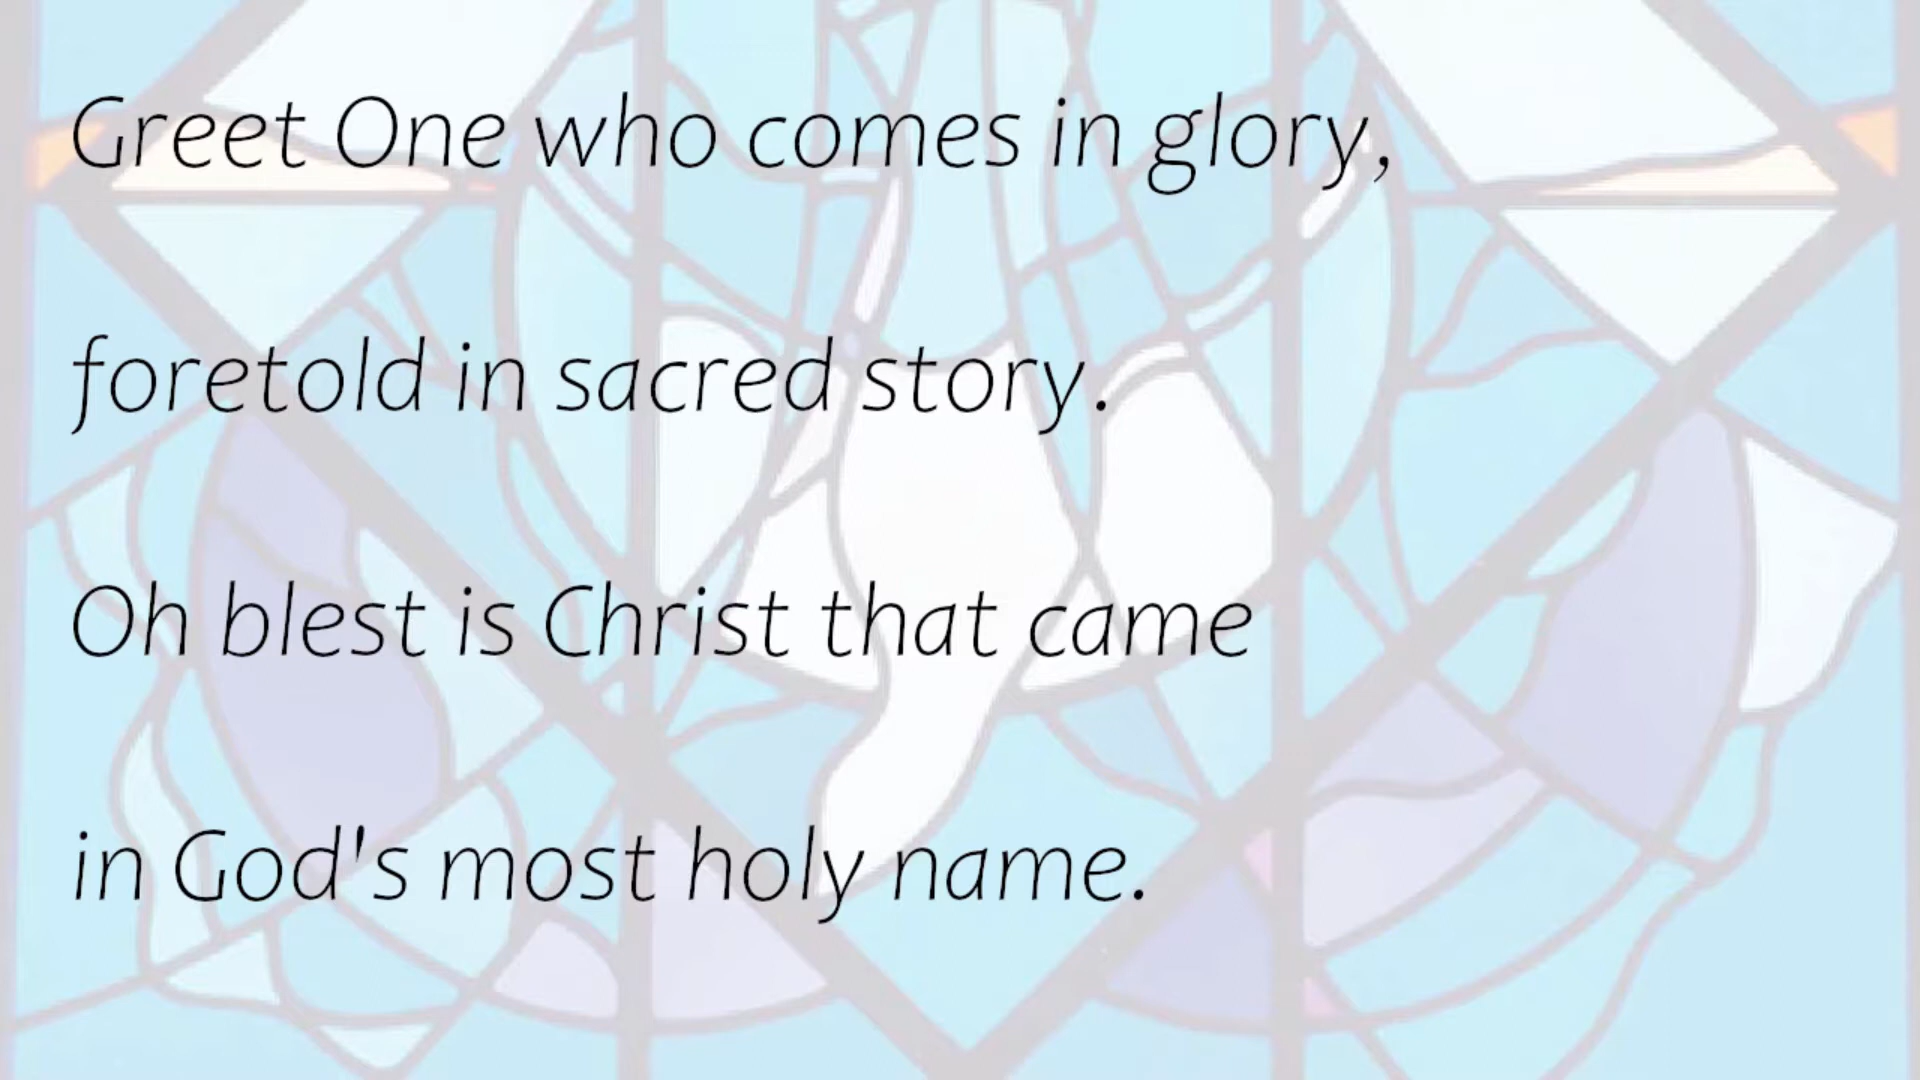 Greet One who comes in glory,
foretold in sacred story.
Oh blest is Christ that came
in God's most holy name.